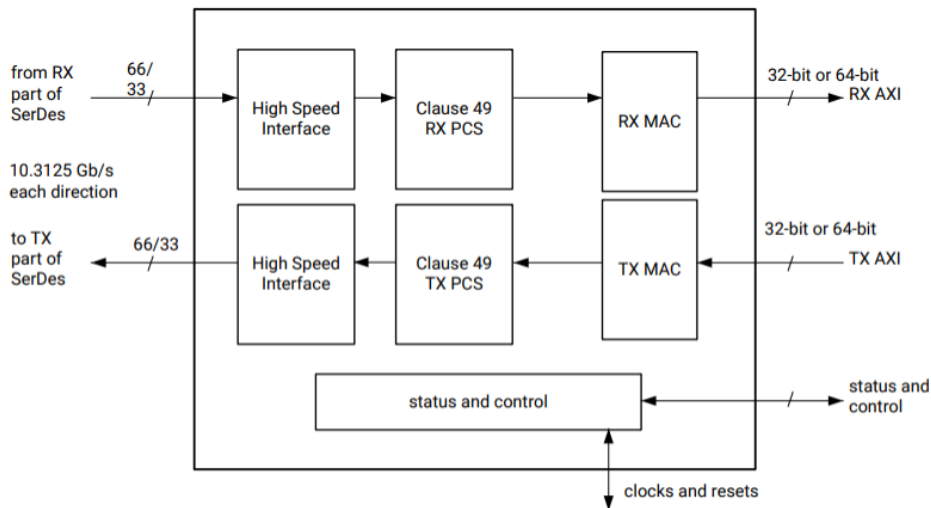 from RX
part of
SerDes
66/
33
High Speed
Interface
Clause 49
RX PCS
RX MAC
32-bit or 64-bit
RX AXI
10.3125 Gb/s
each direction
to TX
part of
SerDes
66/33
High Speed
Interface
Clause 49
TX PCS
TX MAC
32-bit or 64-bit
TX AXI
status and control
status and
control
clocks and resets